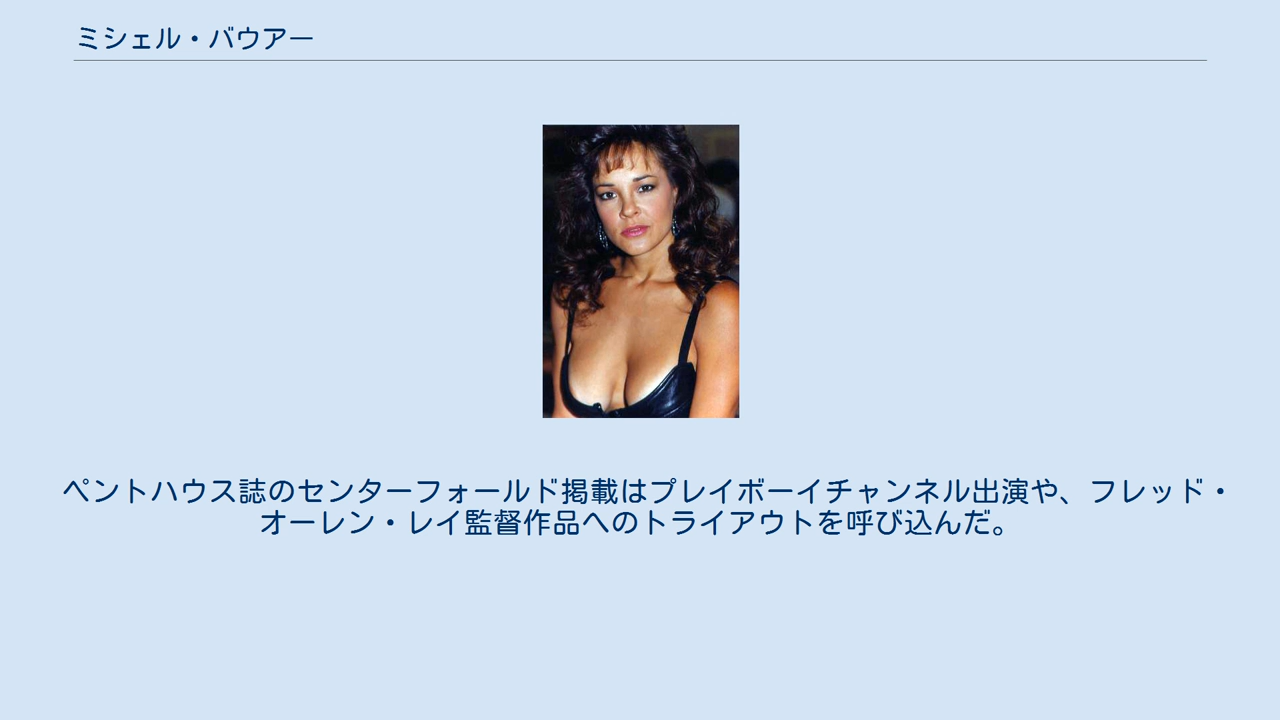 ミシェル・バウアー
ペントハウス誌のセンターフォールド掲載はプレイボーイチャンネル出演や、フレッド・
オーレン・レイ監督作品へのトライアウトを呼び込んだ。